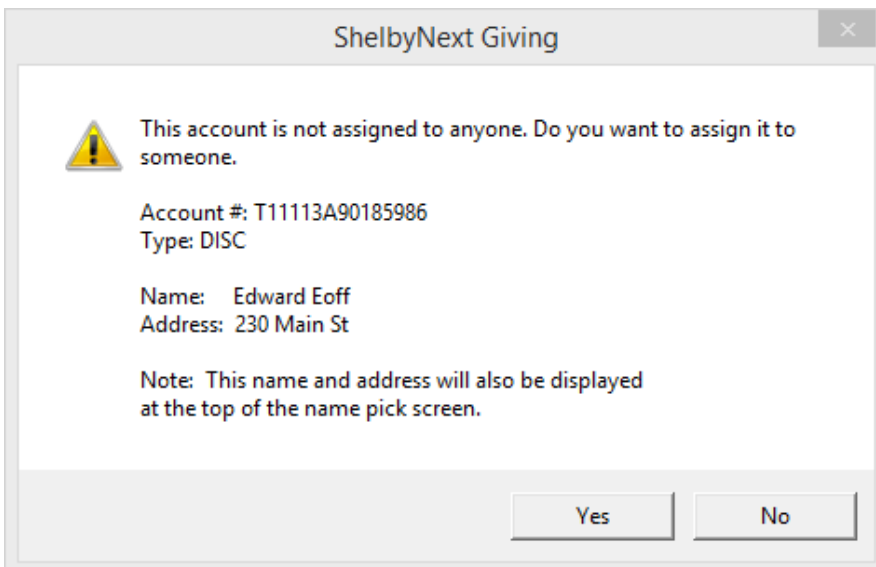 ShelbyNext Giving
This account is not assigned to anyone. Do you want to assign it to
someone.
Account #: T11113A90185986
Type: DISC
Name: Edward Eoff
Address: 230 Main St
Note: This name and address will also be displayed
at the top of the name pick screen.
Yes No